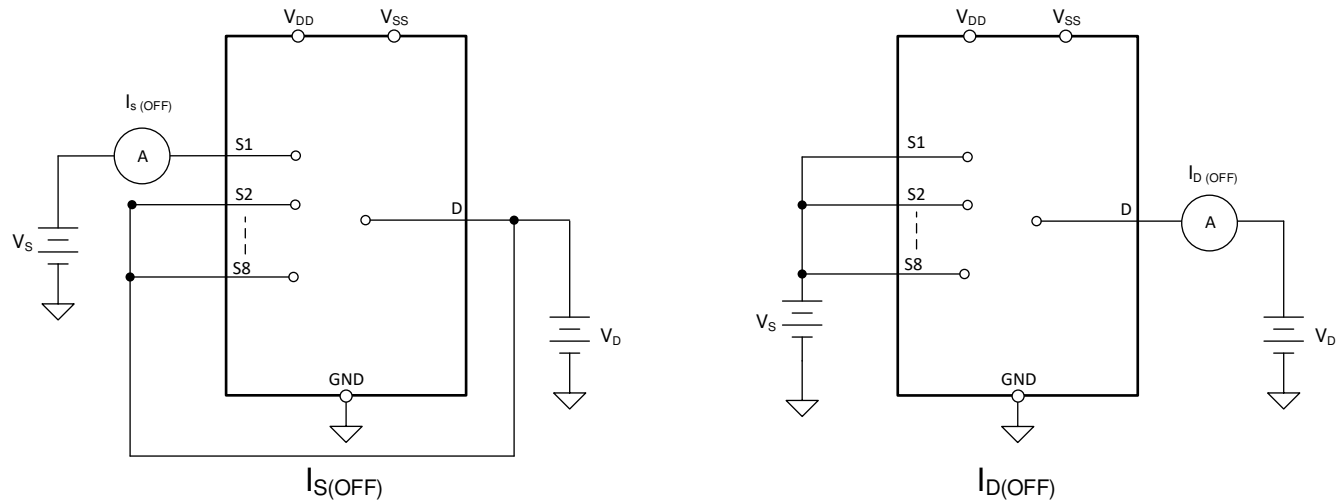 VDD
VSS
Is (OFF)
A
S1
S2
D
VS
S8
VD
GND
IS(OFF)
VDD
VSS
S1
ID (OFF)
S2
D
A
S8
VS
VD
GND
ID(OFF)